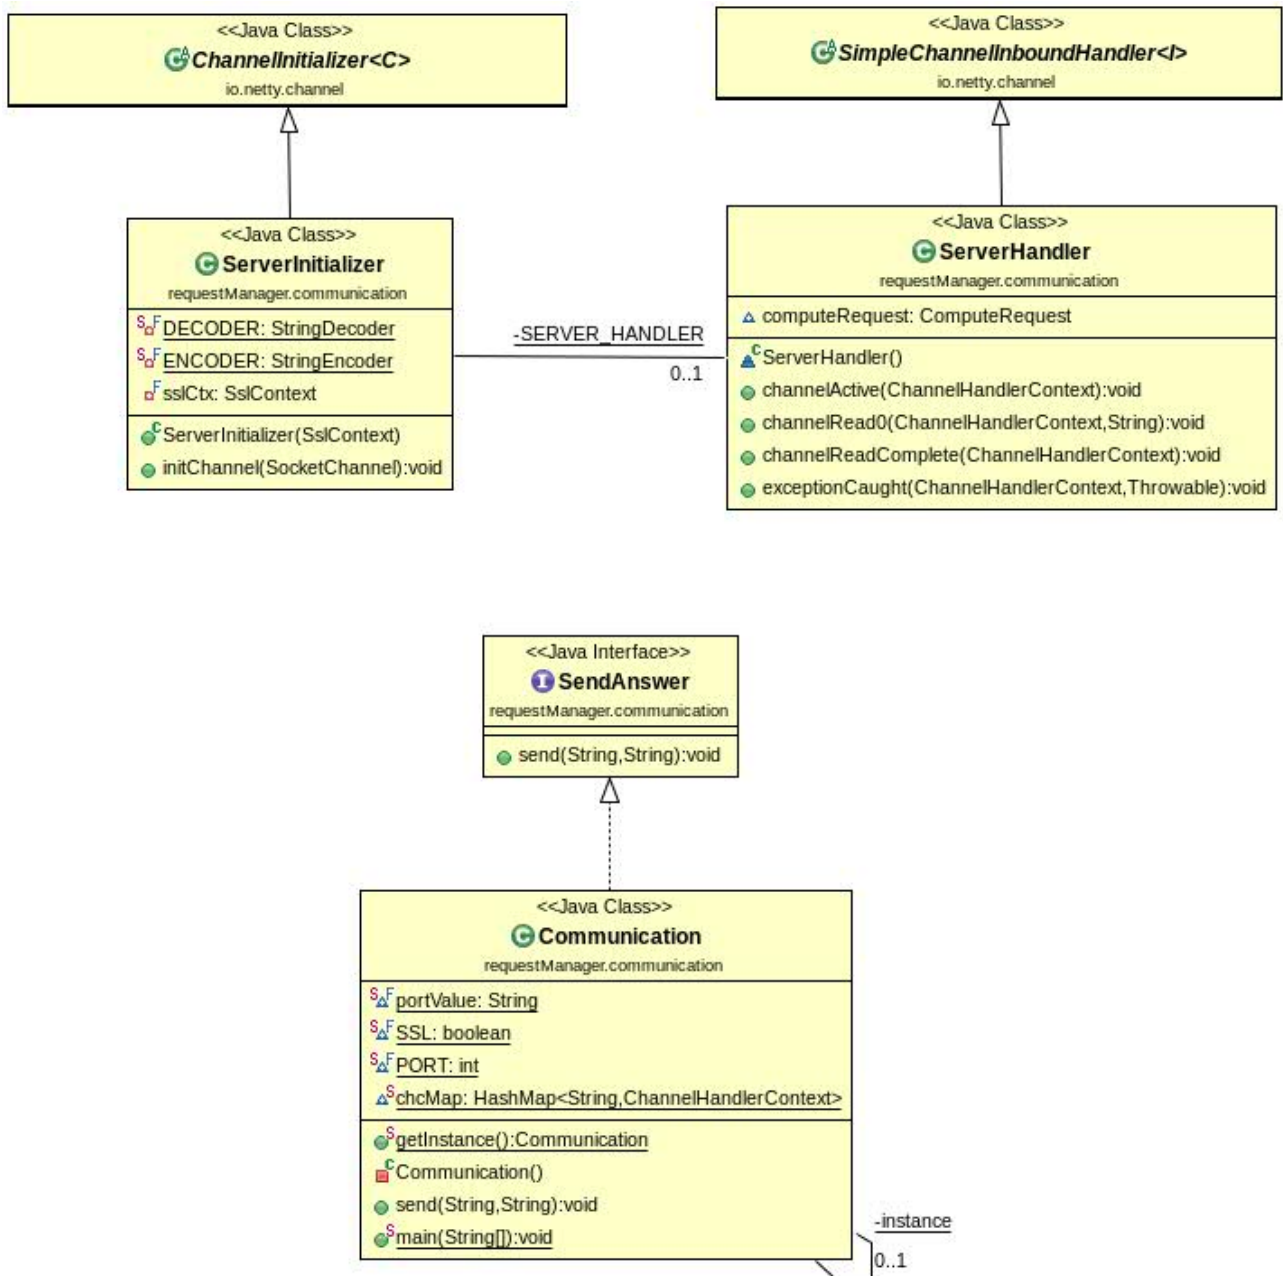 <<Java Class>>
ChannelInitializer<C>
io.netty.channel
<<Java Class>>
SimpleChannelInboundHandler<I>
io.netty.channel
<<Java Class>>
ServerInitializer
requestManager.communication
DECODER: StringDecoder
ENCODER: StringEncoder
sslCtx: SslContext
ServerInitializer(SslContext)
initChannel(SocketChannel):void
-SERVER_HANDLER
0..1
<<Java Class>>
ServerHandler
requestManager.communication
computeRequest: ComputeRequest
ServerHandler()
channelActive(ChannelHandlerContext):void
channelRead0(ChannelHandlerContext,String):void
channelReadComplete(ChannelHandlerContext):void
exceptionCaught(ChannelHandlerContext,Throwable):void
<<Java Interface>>
SendAnswer
requestManager.communication
send(String,String):void
<<Java Class>>
Communication
requestManager.communication
portValue: String
SSL: boolean
PORT: int
chcMap: HashMap<String,ChannelHandlerContext>
getInstance():Communication
Communication()
send(String,String):void
main(String[]):void
-instance
0..1